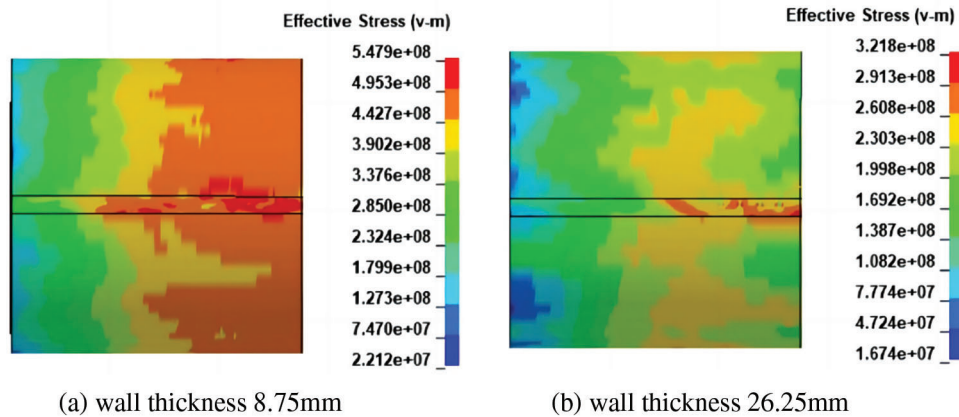 Effective Stress (v-m)
5.479e+08
4.953e+08
4.427e+08
3.902e+08
3.376e+08
2.850e+08
2.324e+08
1.799e+08
1.273e+08
7.470e+07
2.212e+07
(a) wall thickness 8.75mm
Effective Stress (v-m)
3.218e+08
2.913e+08
2.608e+08
2.303e+08
1.998e+08
1.692e+08
1.387e+08
1.082e+08
7.774e+07
4.724e+07
1.674e+07
(b) wall thickness 26.25mm